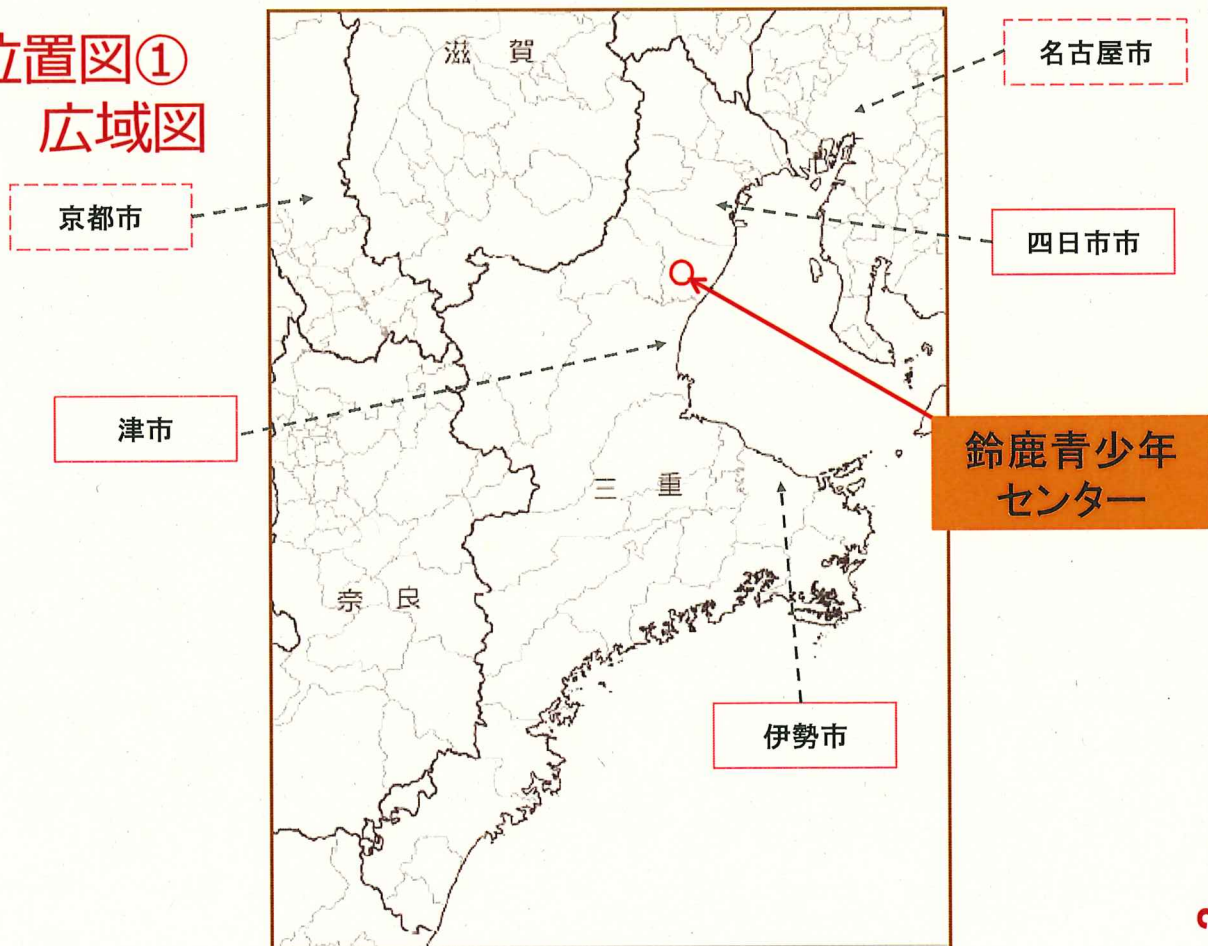 位置図①
広域図
滋賀
名古屋市
京都市
四日市市
津市
鈴鹿青少年
センター
三重
奈良
伊勢市